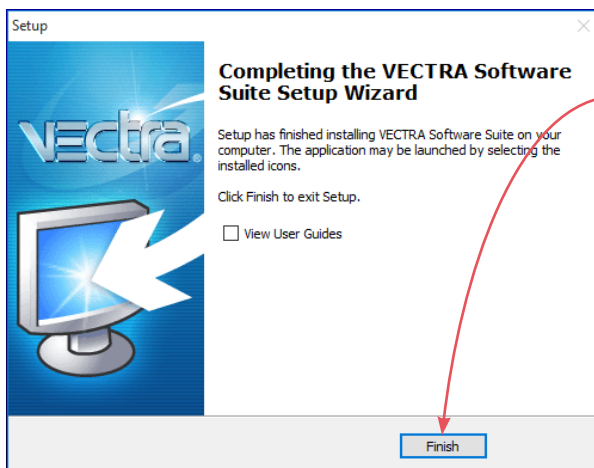 Setup
vectra®
Completing the VECTRA Software
Suite Setup Wizard
Setup has finished installing VECTRA Software Suite on your
computer. The application may be launched by selecting the
installed icons.
Click Finish to exit Setup.
View User Guides
Finish